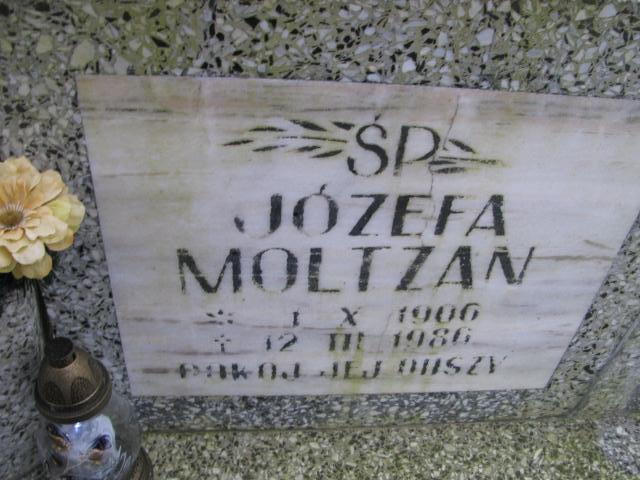 ŚP
JÓZEFA
MOLTZAN
* 1 X 1906
† 12 III 1986
POKÓJ JEJ DUSZY